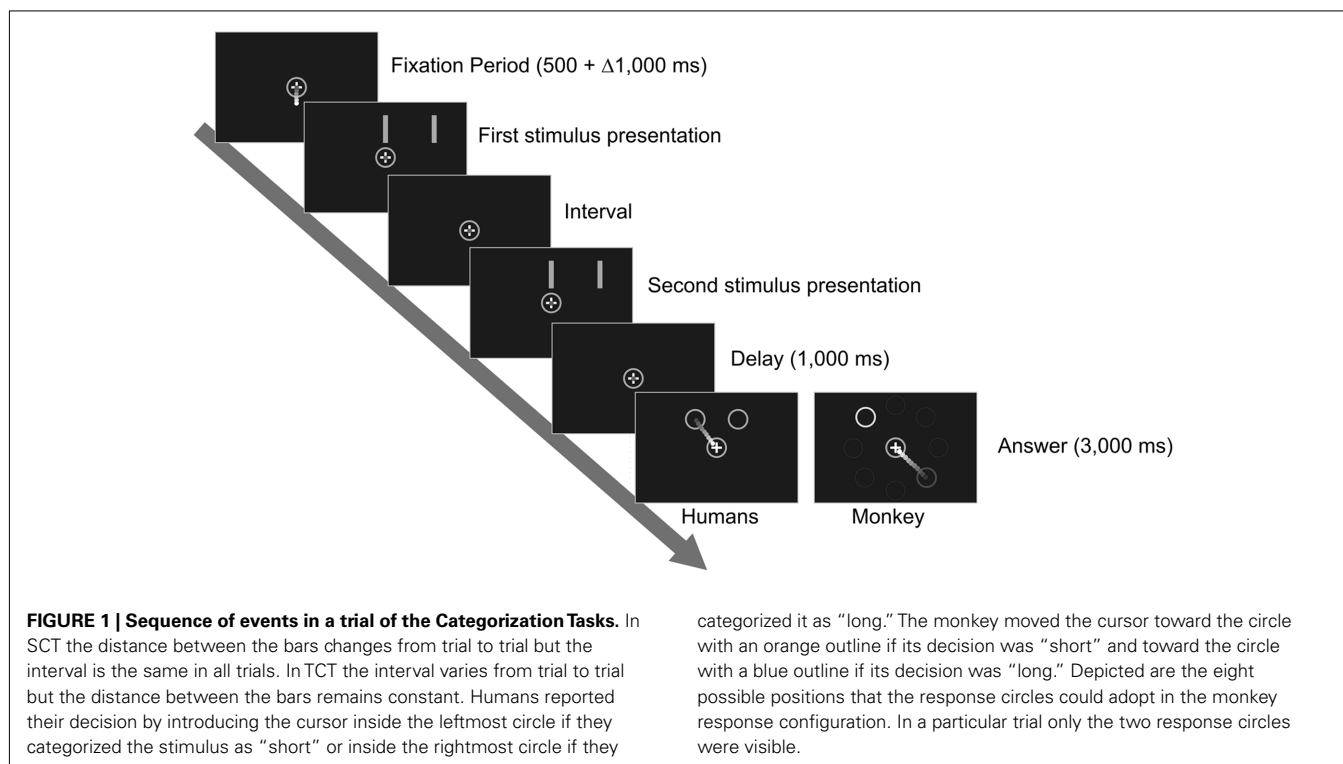 Fixation Period (500 + Δ1,000 ms)
First stimulus presentation
Interval
Second stimulus presentation
Delay (1,000 ms)
Answer (3,000 ms)
Humans
Monkey
FIGURE 1 | Sequence of events in a trial of the Categorization Tasks. In
SCT the distance between the bars changes from trial to trial but the
interval is the same in all trials. In TCT the interval varies from trial to trial
but the distance between the bars remains constant. Humans reported
their decision by introducing the cursor inside the leftmost circle if they
categorized the stimulus as “short” or inside the rightmost circle if they
categorized it as “long.” The monkey moved the cursor toward the circle
with an orange outline if its decision was “short” and toward the circle
with a blue outline if its decision was “long.” Depicted are the eight
possible positions that the response circles could adopt in the monkey
response configuration. In a particular trial only the two response circles
were visible.